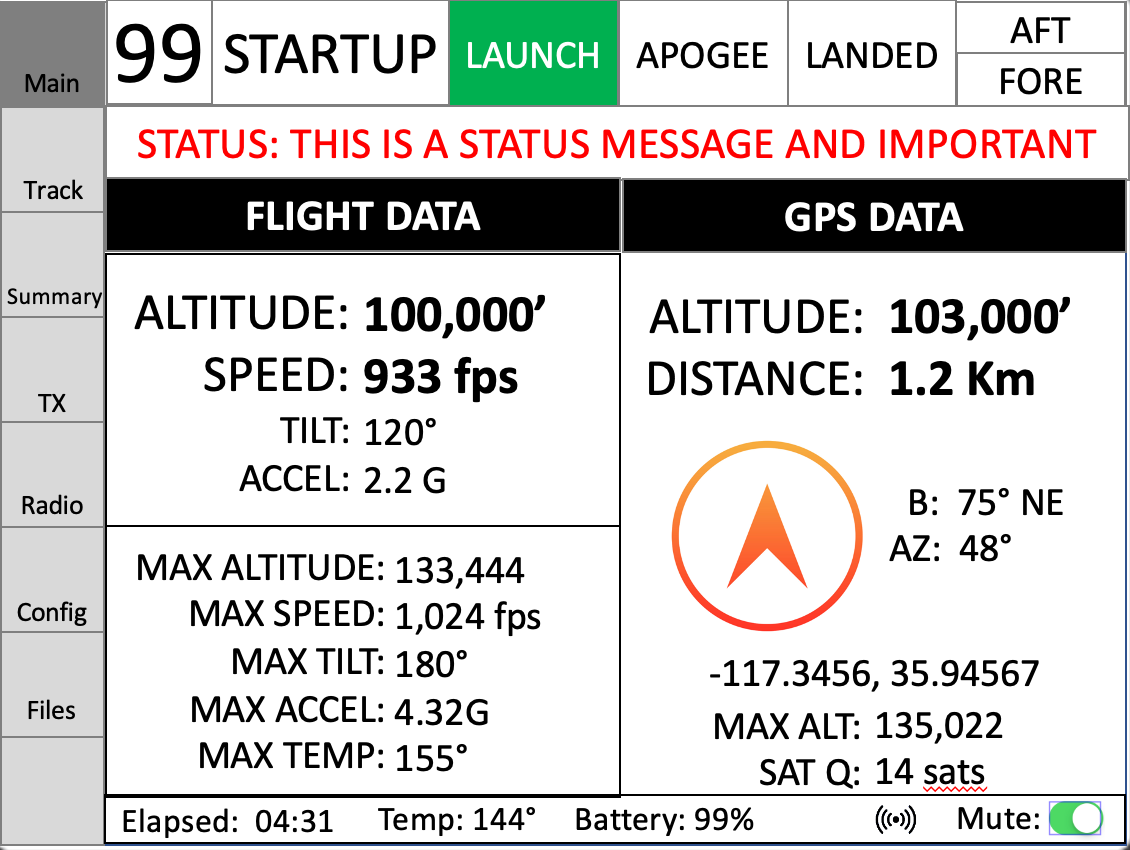 Main
99
STARTUP
LAUNCH
APOGEE
LANDED
AFT
FORE
STATUS: THIS IS A STATUS MESSAGE AND IMPORTANT
Track
Summary
TX
Radio
Config
Files
FLIGHT DATA
ALTITUDE: 100,000’
SPEED: 933 fps
TILT: 120°
ACCEL: 2.2 G
MAX ALTITUDE: 133,444
MAX SPEED: 1,024 fps
MAX TILT: 180°
MAX ACCEL: 4.32G
MAX TEMP: 155°
GPS DATA
ALTITUDE: 103,000’
DISTANCE: 1.2 Km
B: 75° NE
AZ: 48°
-117.3456, 35.94567
MAX ALT: 135,022
SAT Q: 14 sats
Elapsed: 04:31 Temp: 144° Battery: 99% Mute: